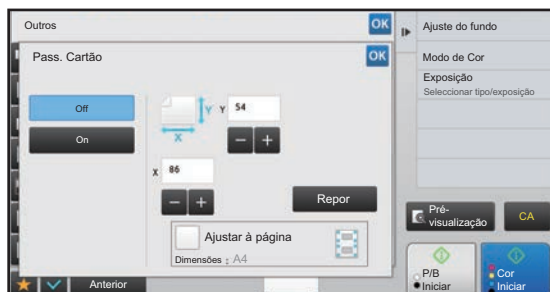 Outros
OK
Pass. Cartão
OK
Off
On
Y
Y
54
X
X
86
Repor
Ajustar à página
Dimensões : A4
Anterior
Ajuste do fundo
Modo de Cor
Exposição
Seleccionar tipo/exposição
Pré-
visualização
CA
P/B
Iniciar
Cor
Iniciar